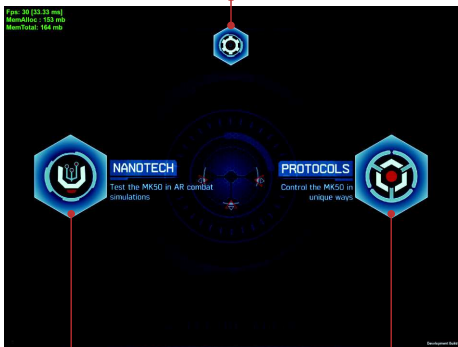 Fps: 30 [33.33 ms]
MemAlloc : 153 mb
MemTotal: 164 mb
NANOTECH
Test the MK50 in AR combat
simulations
PROTOCOLS
Control the MK50 in
unique ways
Development Build